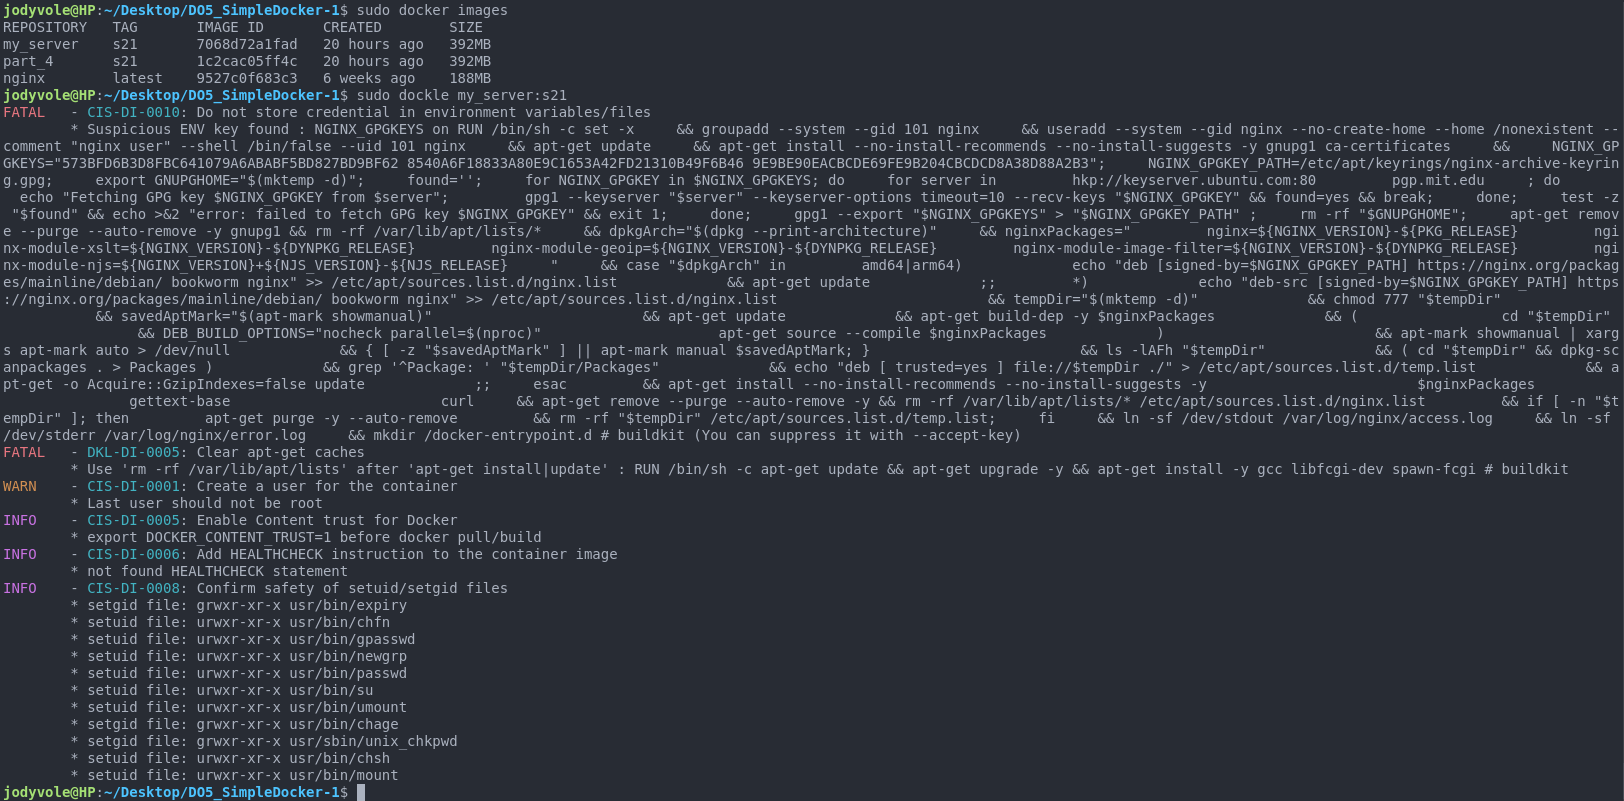 jodyvole@HP:~/Desktop/DO5_SimpleDocker-1$ sudo docker images
REPOSITORY   TAG       IMAGE ID       CREATED        SIZE
my_server    s21       7068d72a1fad   20 hours ago   392MB
part_4       s21       1c2cac05ff4c   20 hours ago   392MB
nginx        latest    9527c0f683c3   6 weeks ago    188MB
jodyvole@HP:~/Desktop/DO5_SimpleDocker-1$ sudo dockle my_server:s21
FATAL   - CIS-DI-0010: Do not store credential in environment variables/files
        * Suspicious ENV key found : NGINX_GPGKEYS on RUN /bin/sh -c set -x     && groupadd --system --gid 101 nginx     && useradd --system --gid nginx --no-create-home --home /nonexistent --
comment "nginx user" --shell /bin/false --uid 101 nginx     && apt-get update     && apt-get install --no-install-recommends --no-install-suggests -y gnupg1 ca-certificates     &&     NGINX_GP
GKEYS="573BFD6B3D8FBC641079A6ABABF5BD827BD9BF62 8540A6F18833A80E9C1653A42FD21310B49F6B46 9E9BE90EACBCDE69FE9B204CBCDCD8A38D88A2B3";     NGINX_GPGKEY_PATH=/etc/apt/keyrings/nginx-archive-keyrin
g.gpg;     export GNUPGHOME="$(mktemp -d)";     found='';     for NGINX_GPGKEY in $NGINX_GPGKEYS; do     for server in         hkp://keyserver.ubuntu.com:80         pgp.mit.edu     ; do
  echo "Fetching GPG key $NGINX_GPGKEY from $server";         gpg1 --keyserver "$server" --keyserver-options timeout=10 --recv-keys "$NGINX_GPGKEY" && found=yes && break;     done;     test -z
 "$found" && echo >&2 "error: failed to fetch GPG key $NGINX_GPGKEY" && exit 1;     done;     gpg1 --export "$NGINX_GPGKEYS" > "$NGINX_GPGKEY_PATH" ;     rm -rf "$GNUPGHOME";     apt-get remov
e --purge --auto-remove -y gnupg1 && rm -rf /var/lib/apt/lists/*     && dpkgArch="$(dpkg --print-architecture)"     && nginxPackages="         nginx=${NGINX_VERSION}-${PKG_RELEASE}         ngi
nx-module-xslt=${NGINX_VERSION}-${DYNPKG_RELEASE}         nginx-module-geoip=${NGINX_VERSION}-${DYNPKG_RELEASE}         nginx-module-image-filter=${NGINX_VERSION}-${DYNPKG_RELEASE}         ngi
nx-module-njs=${NGINX_VERSION}+${NJS_VERSION}-${NJS_RELEASE}     "     && case "$dpkgArch" in         amd64|arm64)             echo "deb [signed-by=$NGINX_GPGKEY_PATH] https://nginx.org/packag
es/mainline/debian/ bookworm nginx" >> /etc/apt/sources.list.d/nginx.list             && apt-get update             ;;         *)             echo "deb-src [signed-by=$NGINX_GPGKEY_PATH] https
://nginx.org/packages/mainline/debian/ bookworm nginx" >> /etc/apt/sources.list.d/nginx.list                         && tempDir="$(mktemp -d)"             && chmod 777 "$tempDir"
           && savedAptMark="$(apt-mark showmanual)"                         && apt-get update             && apt-get build-dep -y $nginxPackages             && (                 cd "$tempDir"
                && DEB_BUILD_OPTIONS="nocheck parallel=$(nproc)"                     apt-get source --compile $nginxPackages             )                         && apt-mark showmanual | xarg
s apt-mark auto > /dev/null             && { [ -z "$savedAptMark" ] || apt-mark manual $savedAptMark; }                         && ls -lAFh "$tempDir"             && ( cd "$tempDir" && dpkg-sc
anpackages . > Packages )             && grep '^Package: ' "$tempDir/Packages"             && echo "deb [ trusted=yes ] file://$tempDir ./" > /etc/apt/sources.list.d/temp.list             && a
pt-get -o Acquire::GzipIndexes=false update             ;;     esac         && apt-get install --no-install-recommends --no-install-suggests -y                         $nginxPackages
               gettext-base                         curl     && apt-get remove --purge --auto-remove -y && rm -rf /var/lib/apt/lists/* /etc/apt/sources.list.d/nginx.list         && if [ -n "$t
empDir" ]; then         apt-get purge -y --auto-remove         && rm -rf "$tempDir" /etc/apt/sources.list.d/temp.list;     fi     && ln -sf /dev/stdout /var/log/nginx/access.log     && ln -sf
/dev/stderr /var/log/nginx/error.log     && mkdir /docker-entrypoint.d # buildkit (You can suppress it with --accept-key)
FATAL   - DKL-DI-0005: Clear apt-get caches
        * Use 'rm -rf /var/lib/apt/lists' after 'apt-get install|update' : RUN /bin/sh -c apt-get update && apt-get upgrade -y && apt-get install -y gcc libfcgi-dev spawn-fcgi # buildkit
WARN    - CIS-DI-0001: Create a user for the container
        * Last user should not be root
INFO    - CIS-DI-0005: Enable Content trust for Docker
        * export DOCKER_CONTENT_TRUST=1 before docker pull/build
INFO    - CIS-DI-0006: Add HEALTHCHECK instruction to the container image
        * not found HEALTHCHECK statement
INFO    - CIS-DI-0008: Confirm safety of setuid/setgid files
        * setgid file: grwxr-xr-x usr/bin/expiry
        * setuid file: urwxr-xr-x usr/bin/chfn
        * setuid file: urwxr-xr-x usr/bin/gpasswd
        * setuid file: urwxr-xr-x usr/bin/newgrp
        * setuid file: urwxr-xr-x usr/bin/passwd
        * setuid file: urwxr-xr-x usr/bin/su
        * setuid file: urwxr-xr-x usr/bin/umount
        * setgid file: grwxr-xr-x usr/bin/chage
        * setgid file: grwxr-xr-x usr/sbin/unix_chkpwd
        * setuid file: urwxr-xr-x usr/bin/chsh
        * setuid file: urwxr-xr-x usr/bin/mount
jodyvole@HP:~/Desktop/DO5_SimpleDocker-1$